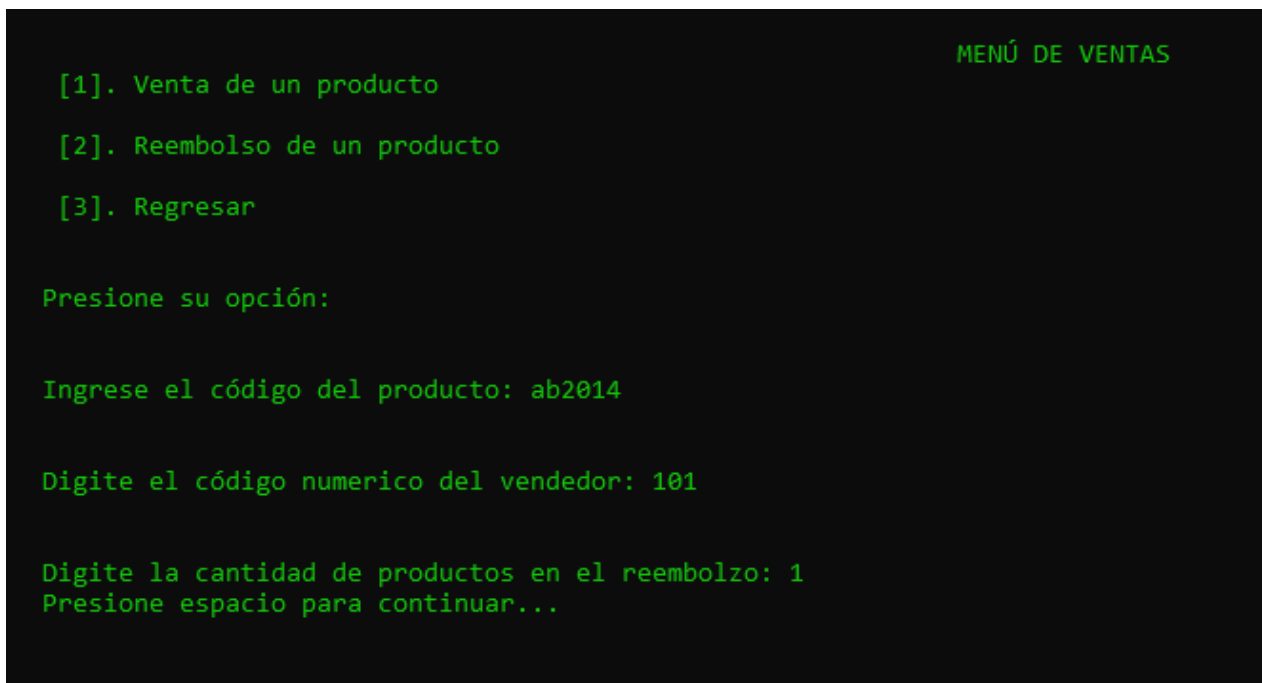 MENÚ DE VENTAS
[1]. Venta de un producto
[2]. Reembolso de un producto
[3]. Regresar
Presione su opción:
Ingrese el código del producto: ab2014
Digite el código numerico del vendedor: 101
Digite la cantidad de productos en el reembolzo: 1
Presione espacio para continuar...